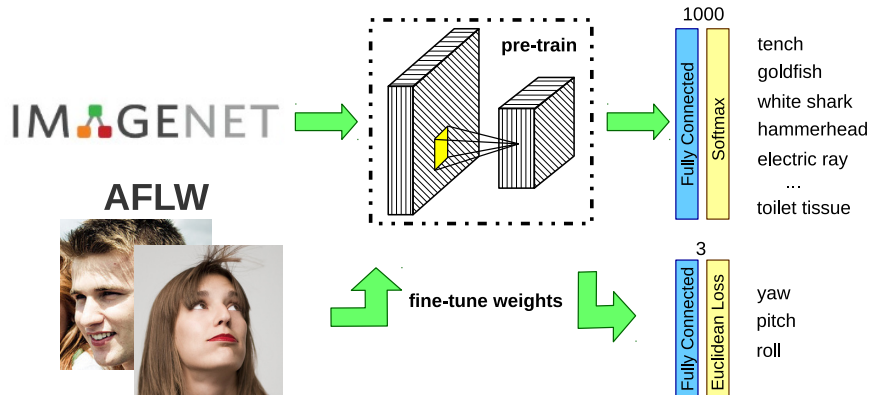 IMAGENET
AFLW
pre-train
fine-tune weights
1000
Fully Connected
Softmax
tench
goldfish
white shark
hammerhead
electric ray
...
toilet tissue
3
Fully Connected
Euclidean Loss
yaw
pitch
roll